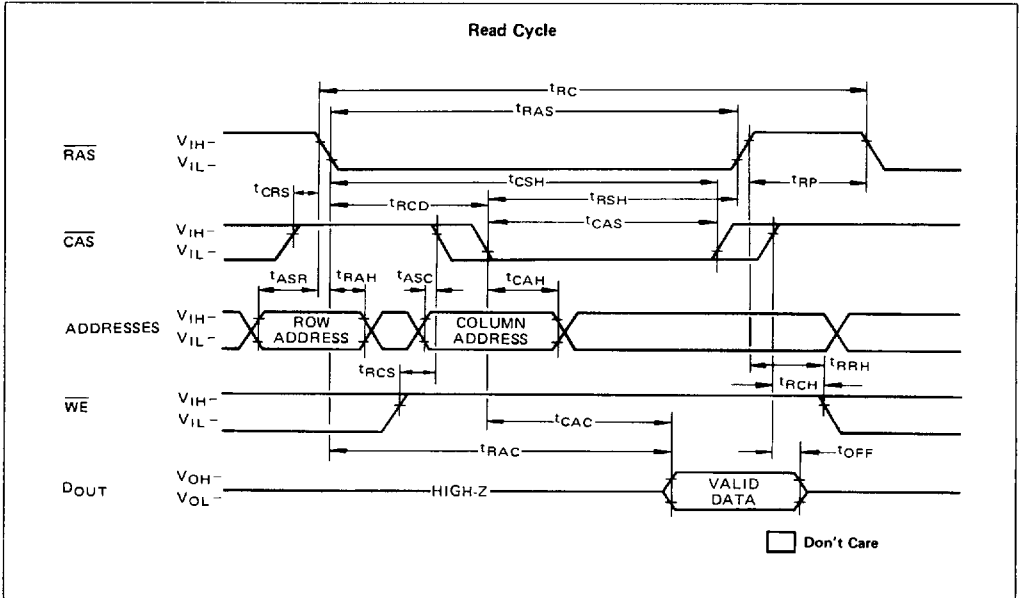 Read Cycle
tRC
tRAS
RAS
VIH-
VIL-
tRP
tCSH
tCRS
tRCD
tRSH
tCAS
CAS
VIH-
VIL-
tASR
tRAH
tASC
tCAH
ADDRESSES
VIH-
VIL-
ROW
ADDRESS
COLUMN
ADDRESS
tRCS
tRRH
tRCH
WE
VIH-
VIL-
tCAC
tRAC
tOFF
DOUT
VOH-
VOL-
HIGH-Z
VALID
DATA
Don't Care